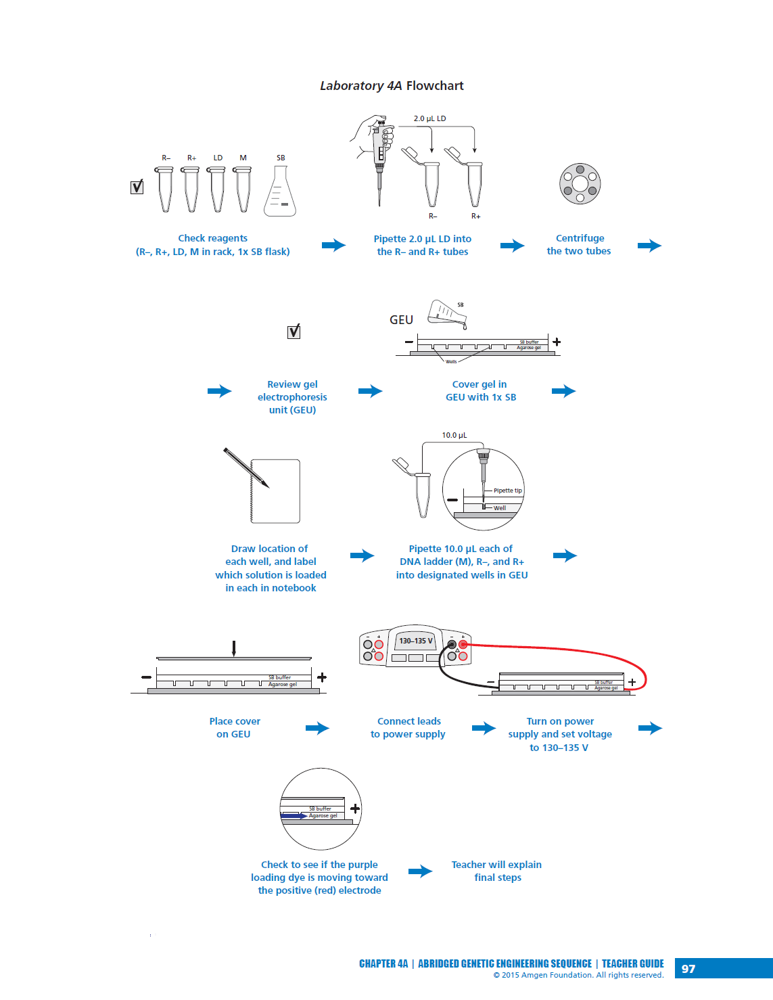 Laboratory 4A Flowchart
2.0 µL LD
R– R+ LD M SB
R– R+
Check reagents
(R–, R+, LD, M in rack, 1x SB flask)
Pipette 2.0 µL LD into
the R– and R+ tubes
Centrifuge
the two tubes
GEU
SB
– +
SB buffer
Agarose gel
Wells
Review gel
electrophoresis
unit (GEU)
Cover gel in
GEU with 1x SB
10.0 µL
Pipette tip
–
Well
Draw location of
each well, and label
which solution is loaded
in each in notebook
Pipette 10.0 µL each of
DNA ladder (M), R–, and R+
into designated wells in GEU
– +
SB buffer
Agarose gel
– + 130–135 V – +
– +
SB buffer
Agarose gel
Place cover
on GEU
Connect leads
to power supply
Turn on power
supply and set voltage
to 130–135 V
SB buffer
+
Agarose gel
Check to see if the purple
loading dye is moving toward
the positive (red) electrode
Teacher will explain
final steps
CHAPTER 4A | ABRIDGED GENETIC ENGINEERING SEQUENCE | TEACHER GUIDE
97
© 2015 Amgen Foundation. All rights reserved.